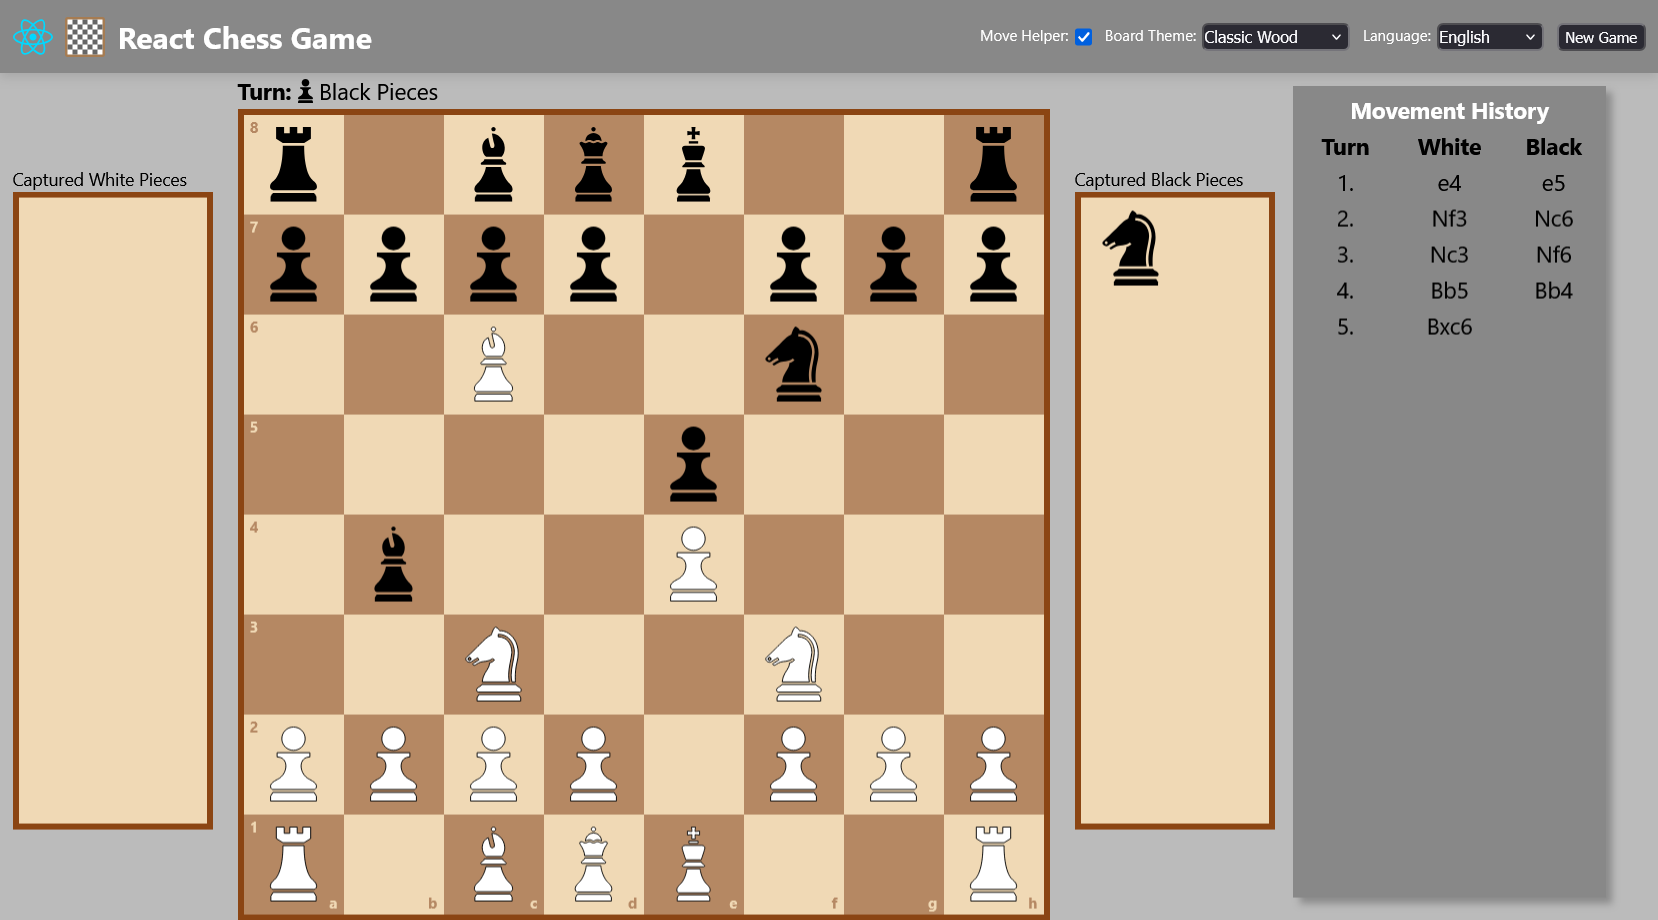 React Chess Game
Move Helper:
Board Theme: Classic Wood
Language: English
New Game
Turn: Black Pieces
Captured White Pieces
8
7
6
5
4
3
2
1
a b c d e f g h
Captured Black Pieces
Movement History
Turn White Black
1. e4 e5
2. Nf3 Nc6
3. Nc3 Nf6
4. Bb5 Bb4
5. Bxc6